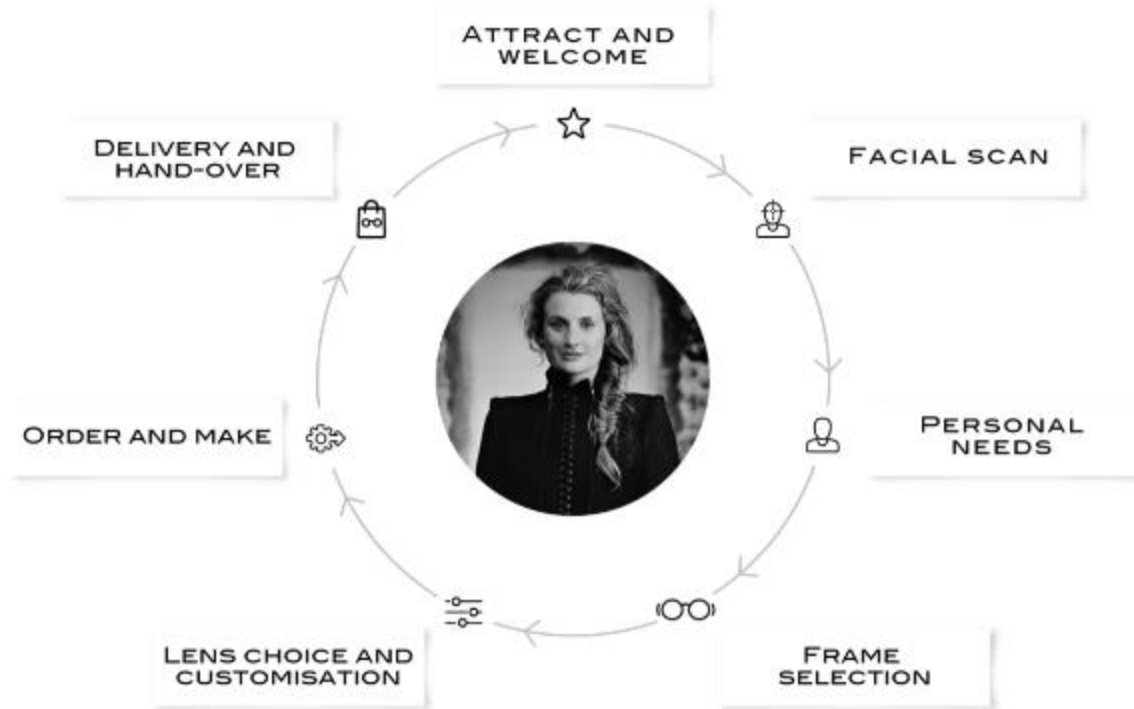 ATTRACT AND
WELCOME
FACIAL SCAN
PERSONAL
NEEDS
FRAME
SELECTION
LENS CHOICE AND
CUSTOMISATION
ORDER AND MAKE
DELIVERY AND
HAND-OVER